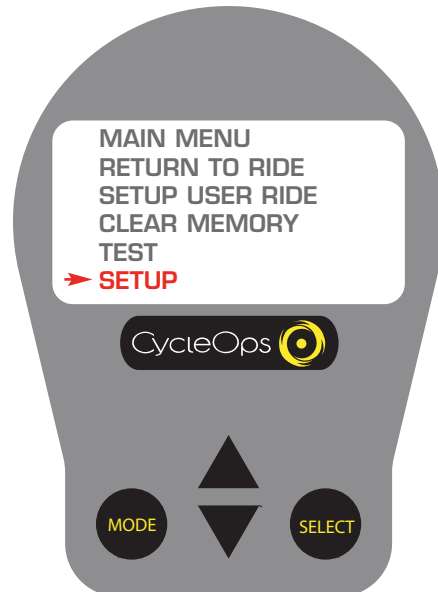 MAIN MENU
RETURN TO RIDE
SETUP USER RIDE
CLEAR MEMORY
TEST
SETUP
CycleOps
MODE
SELECT